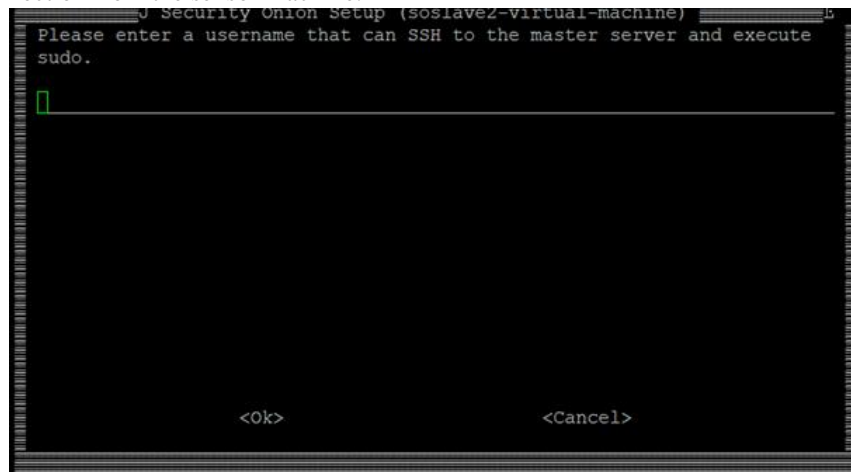 Security Onion Setup (soslave2-virtual-machine)
Please enter a username that can SSH to the master server and execute
sudo.
<Ok> <Cancel>